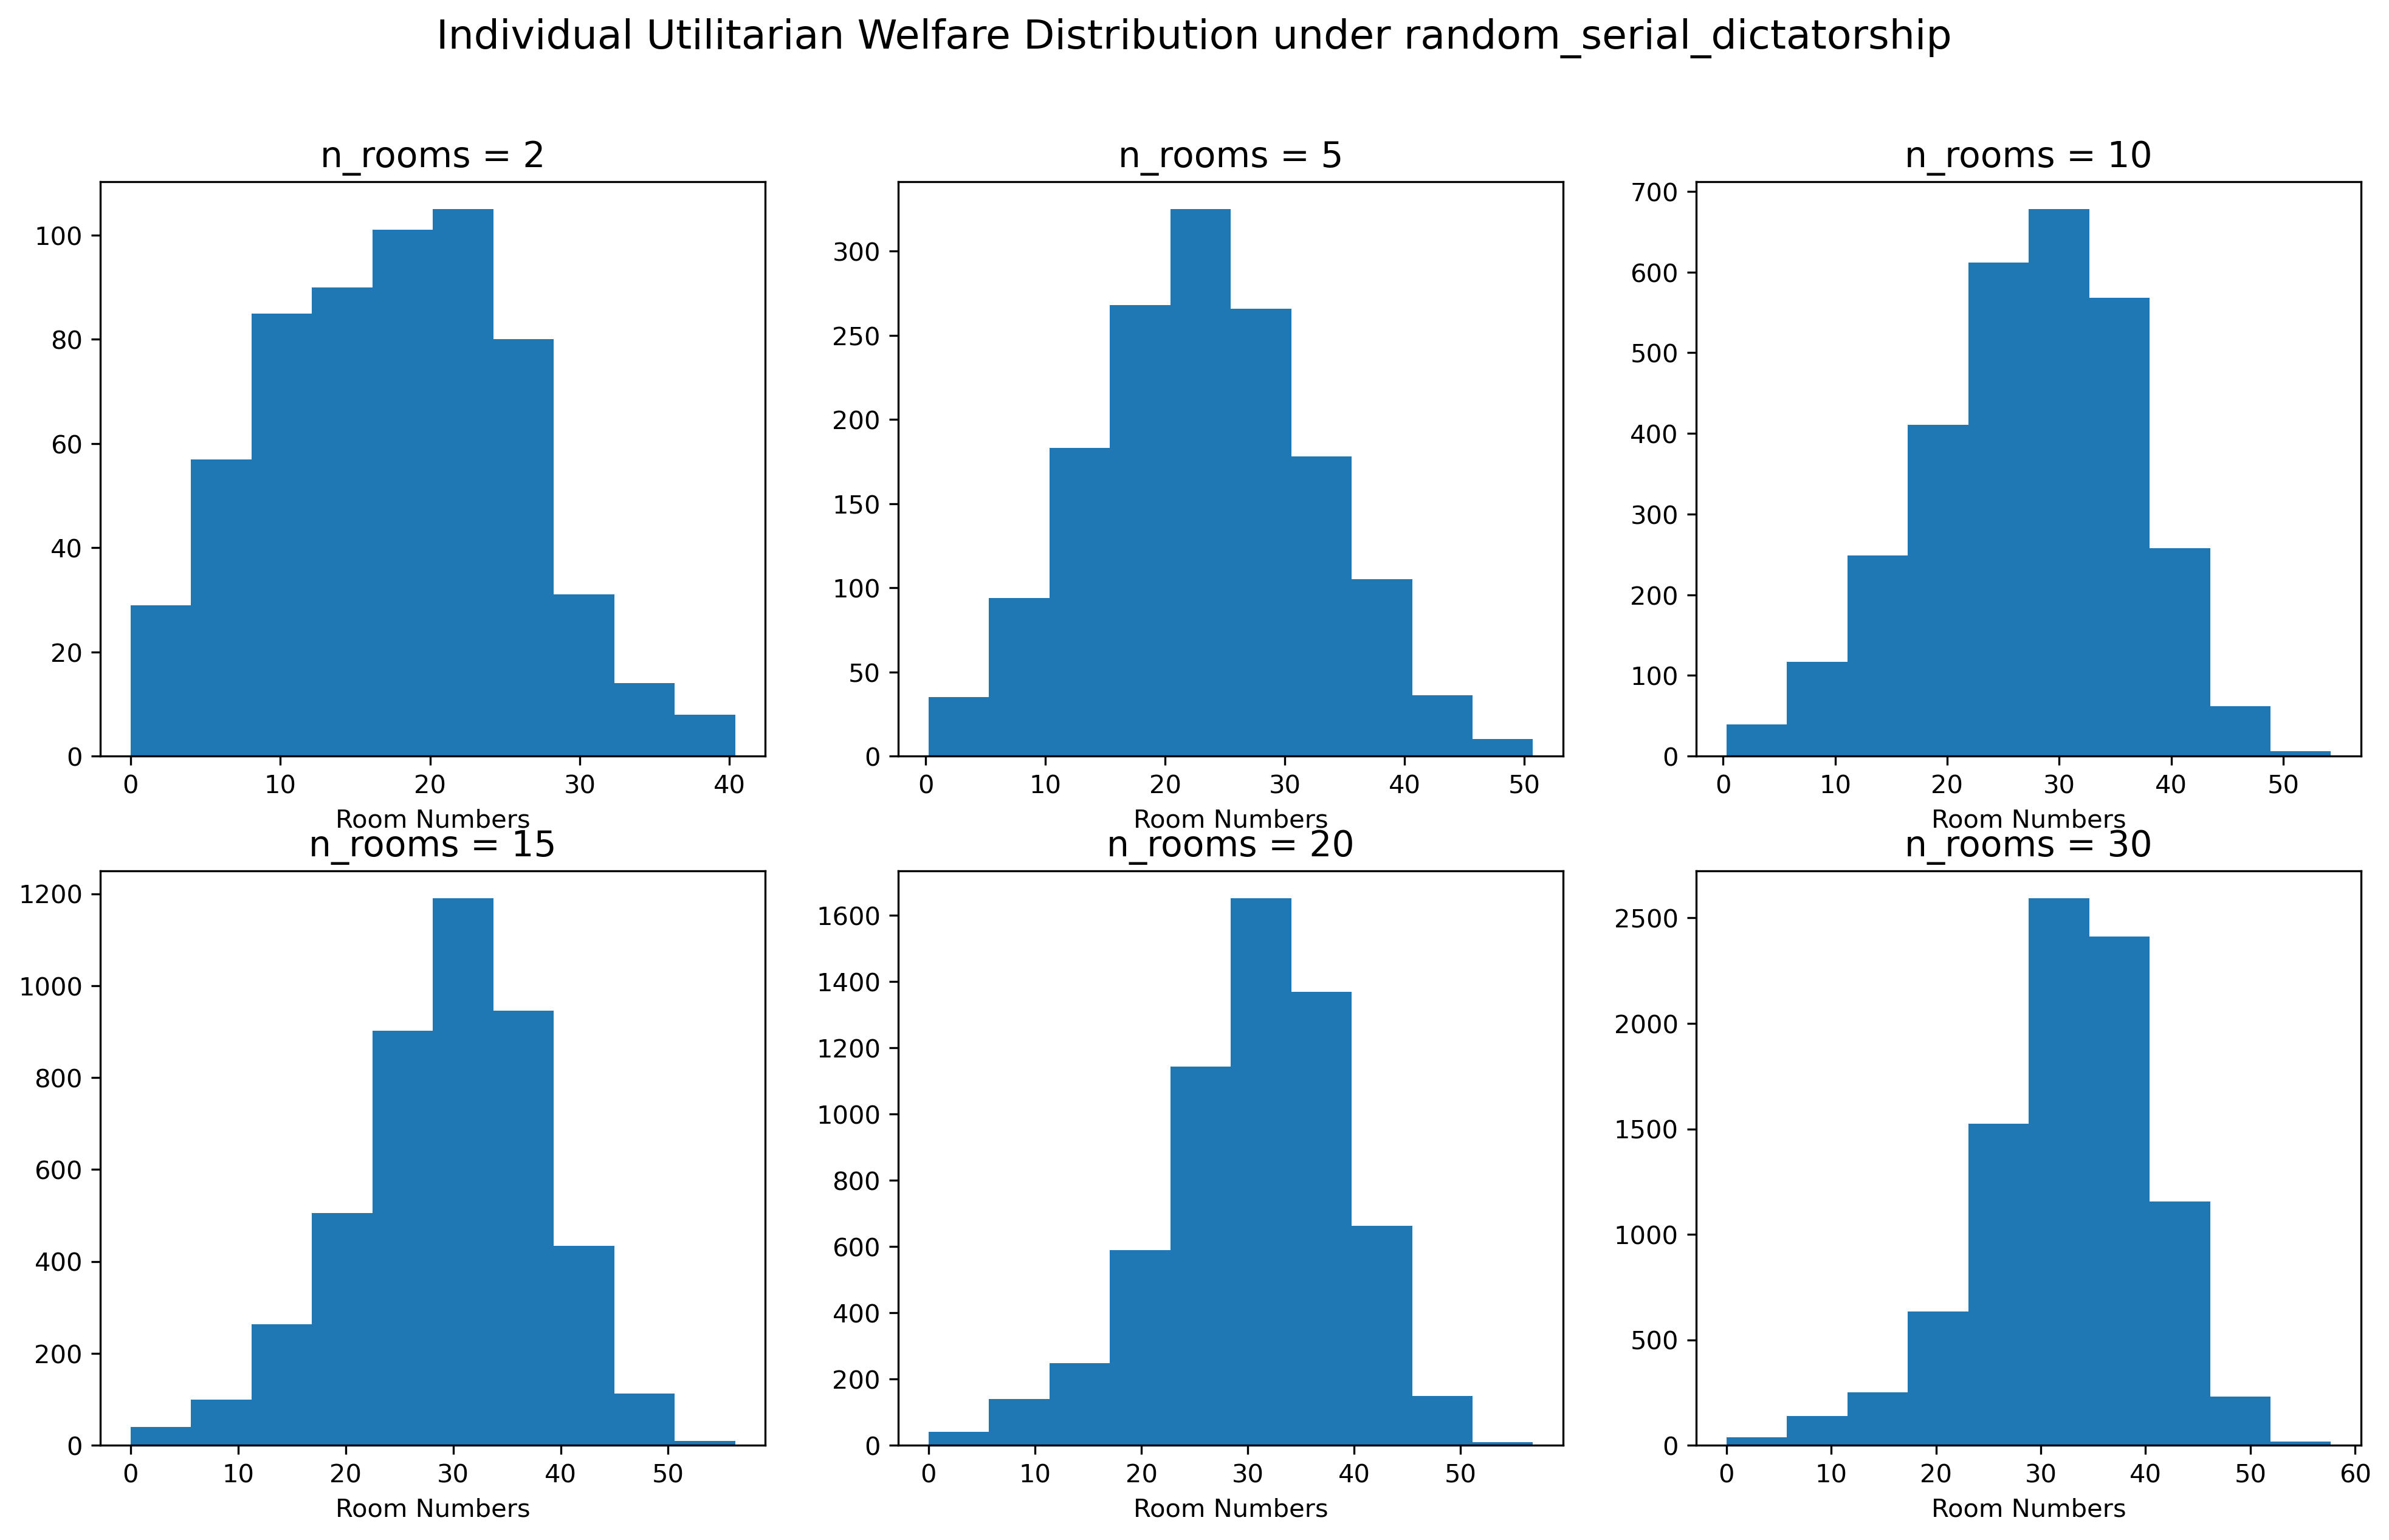 Individual Utilitarian Welfare Distribution under random_serial_dictatorship
n_rooms = 2
100
80
60
40
20
0
0 10 20 30 40
Room Numbers
n_rooms = 5
300
250
200
150
100
50
0
0 10 20 30 40 50
Room Numbers
n_rooms = 10
700
600
500
400
300
200
100
0
0 10 20 30 40 50
Room Numbers
n_rooms = 15
1200
1000
800
600
400
200
0
0 10 20 30 40 50
Room Numbers
n_rooms = 20
1600
1400
1200
1000
800
600
400
200
0
0 10 20 30 40 50
Room Numbers
n_rooms = 30
2500
2000
1500
1000
500
0
0 10 20 30 40 50 60
Room Numbers